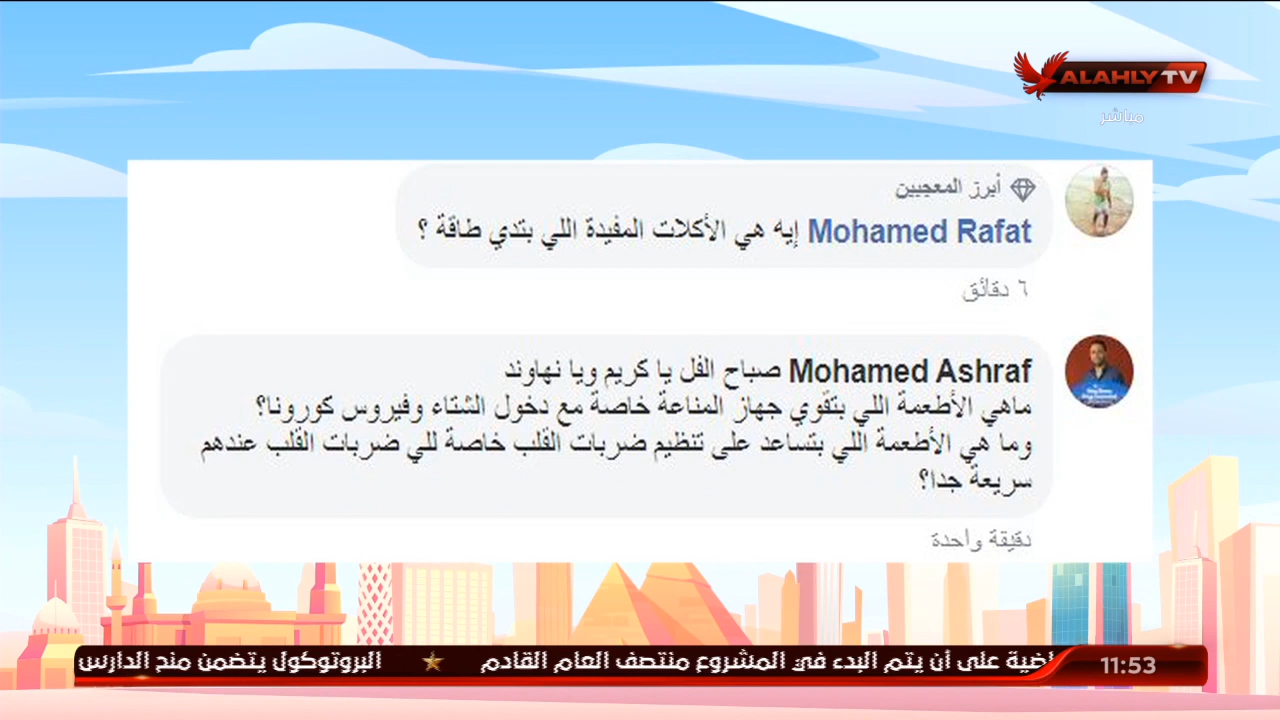 ALAHLY TV
مباشر
أبرز المعجبين
Mohamed Rafat إيه هي الأكلات المفيدة اللي بتدي طاقة ؟
٦ دقائق
Mohamed Ashraf صباح الفل يا كريم ويا نهاوند
ماهي الأطعمة اللي بتقوي جهاز المناعة خاصة مع دخول الشتاء وفيروس كورونا؟
وما هي الأطعمة اللي بتساعد على تنظيم ضربات القلب خاصة للي ضربات القلب عندهم
سريعة جدا؟
دقيقة واحدة
على أن يتم البدء في المشروع منتصف العام القادم ★ البروتوكول يتضمن منح الدارس
11:53